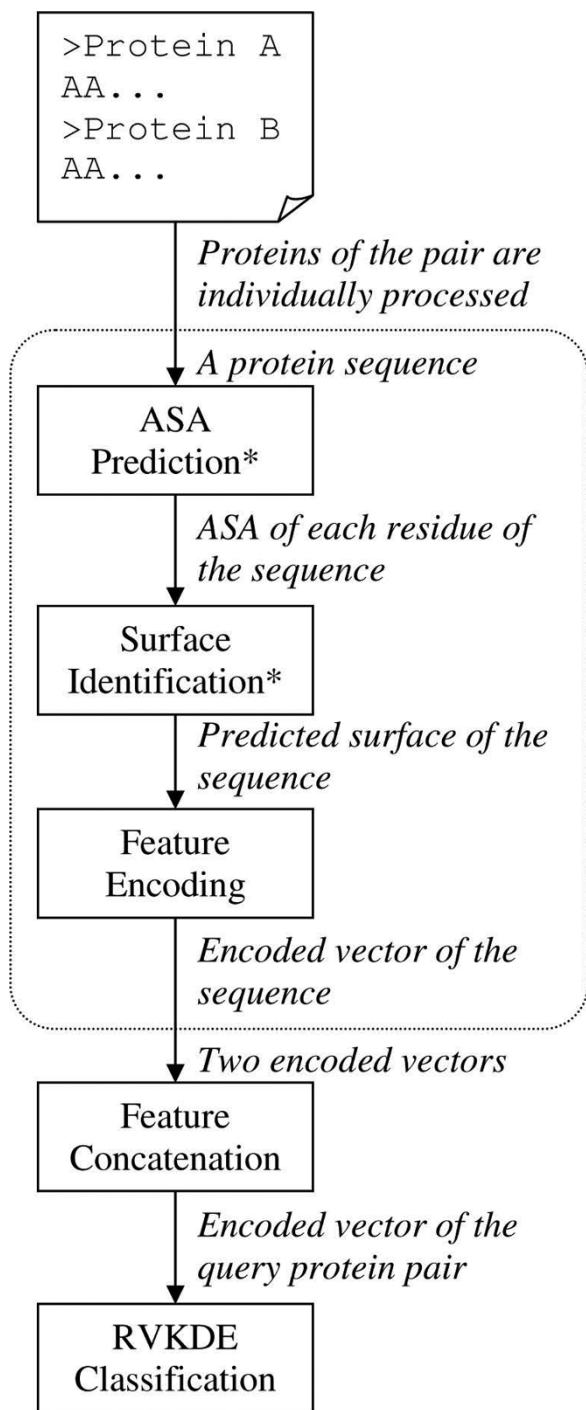 >Protein A
AA...
>Protein B
AA...
Proteins of the pair are
individually processed
A protein sequence
ASA
Prediction*
ASA of each residue of
the sequence
Surface
Identification*
Predicted surface of the
sequence
Feature
Encoding
Encoded vector of the
sequence
Two encoded vectors
Feature
Concatenation
Encoded vector of the
query protein pair
RVKDE
Classification